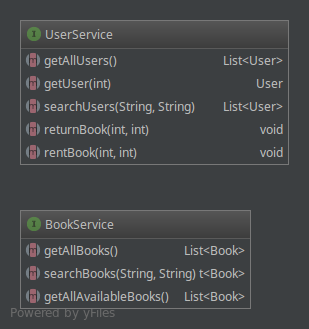 I UserService
m getAllUsers() List<User>
m getUser(int) User
m searchUsers(String, String) List<User>
m returnBook(int, int) void
m rentBook(int, int) void
I BookService
m getAllBooks() List<Book>
m searchBooks(String, String) t<Book>
m getAllAvailableBooks() List<Book>
Powered by yFiles